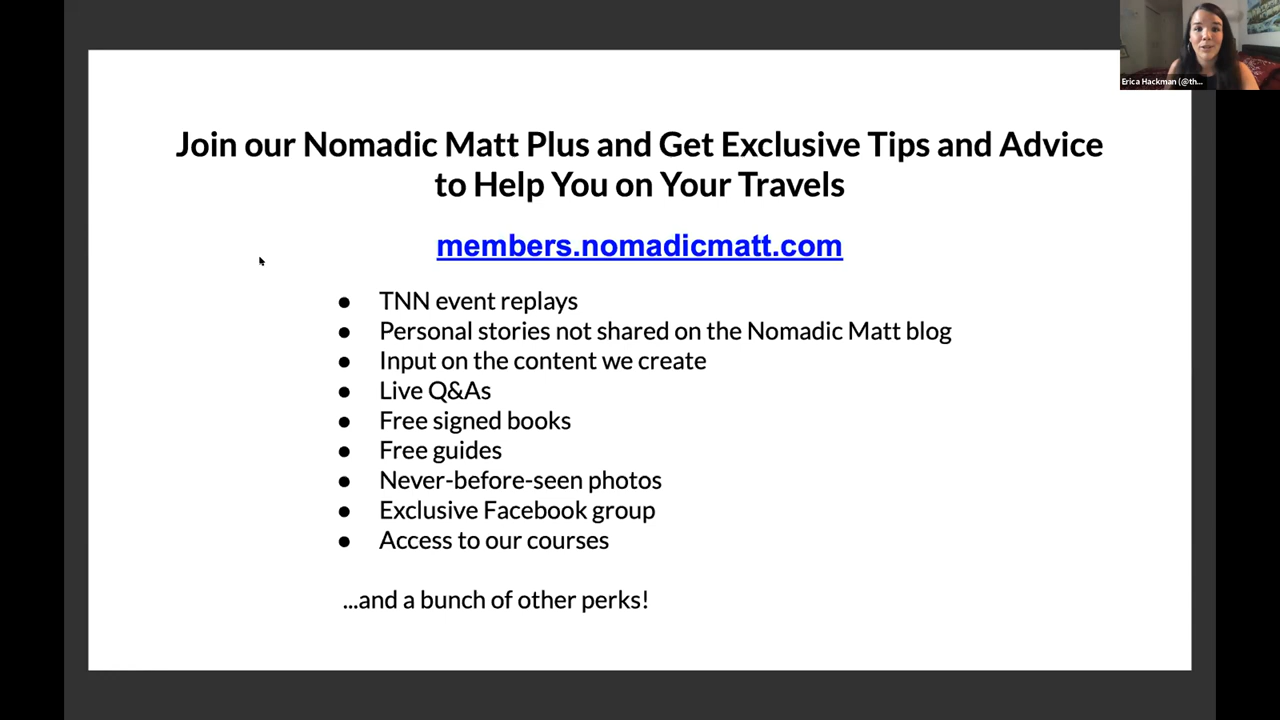 Join our Nomadic Matt Plus and Get Exclusive Tips and Advice
to Help You on Your Travels
members.nomadicmatt.com
● TNN event replays
● Personal stories not shared on the Nomadic Matt blog
● Input on the content we create
● Live Q&As
● Free signed books
● Free guides
● Never-before-seen photos
● Exclusive Facebook group
● Access to our courses
...and a bunch of other perks!
Erica Hackman (@th...